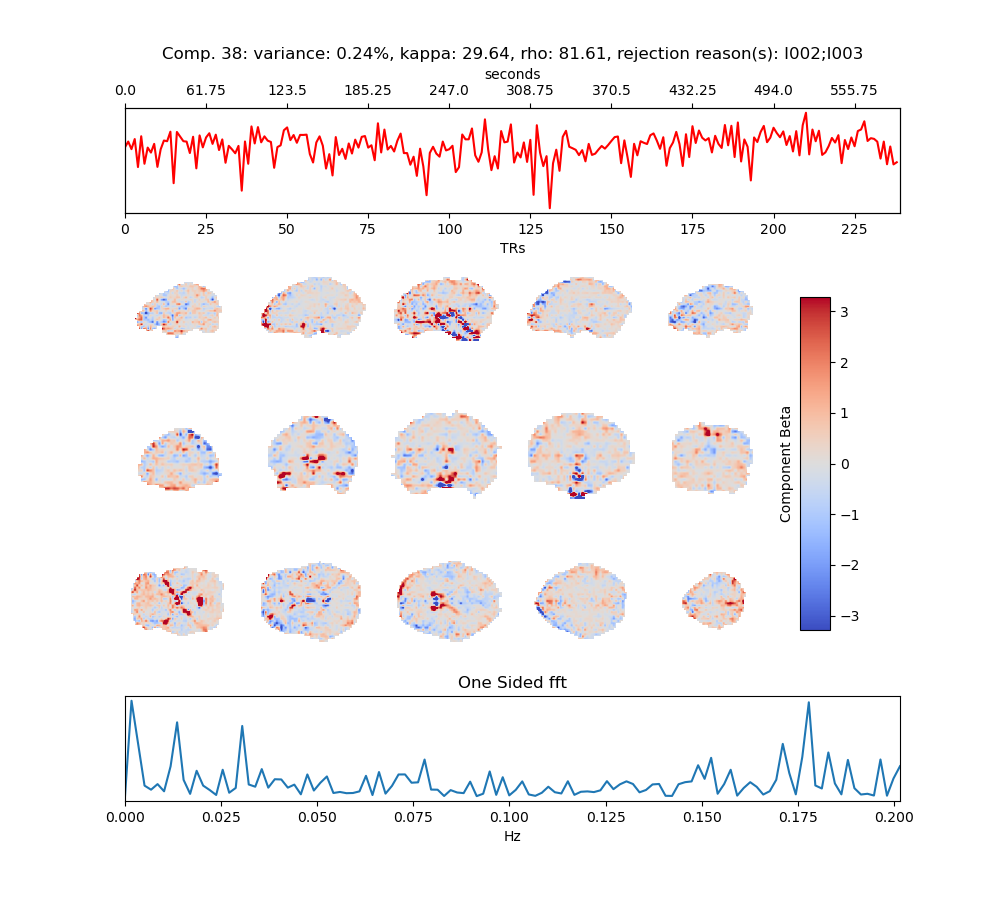 Comp. 38: variance: 0.24%, kappa: 29.64, rho: 81.61, rejection reason(s): I002;I003
seconds
0.0 61.75 123.5 185.25 247.0 308.75 370.5 432.25 494.0 555.75
0 25 50 75 100 125 150 175 200 225
TRs
3
2
1
0
−1
−2
−3
Component Beta
One Sided fft
0.000 0.025 0.050 0.075 0.100 0.125 0.150 0.175 0.200
Hz